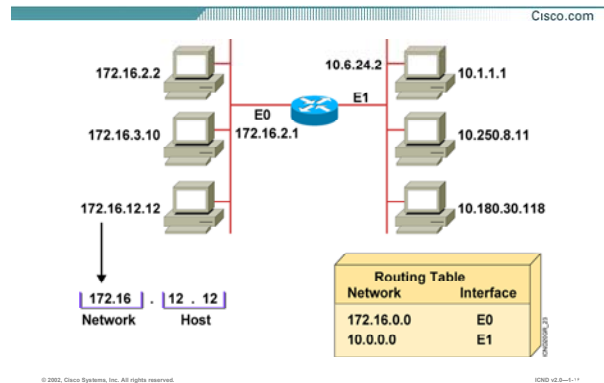 Cisco.com
172.16.2.2
10.6.24.2
10.1.1.1
E0
E1
172.16.3.10
172.16.2.1
10.250.8.11
172.16.12.12
10.180.30.118
172.16 . 12 . 12
Network Host
Routing Table
Network Interface
172.16.0.0 E0
10.0.0.0 E1
© 2002, Cisco Systems, Inc. All rights reserved.